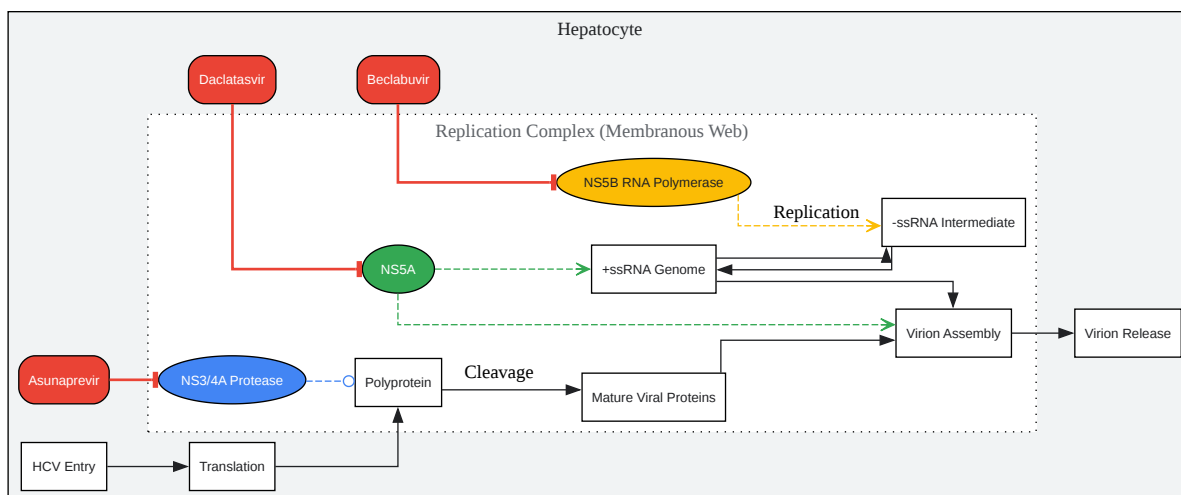 Hepatocyte
Daclatasvir
Beclabuvir
Replication Complex (Membranous Web)
NS5B RNA Polymerase
Replication
-ssRNA Intermediate
NS5A
+ssRNA Genome
Virion Assembly
Virion Release
Asunaprevir
NS3/4A Protease
Polyprotein
Cleavage
Mature Viral Proteins
HCV Entry
Translation